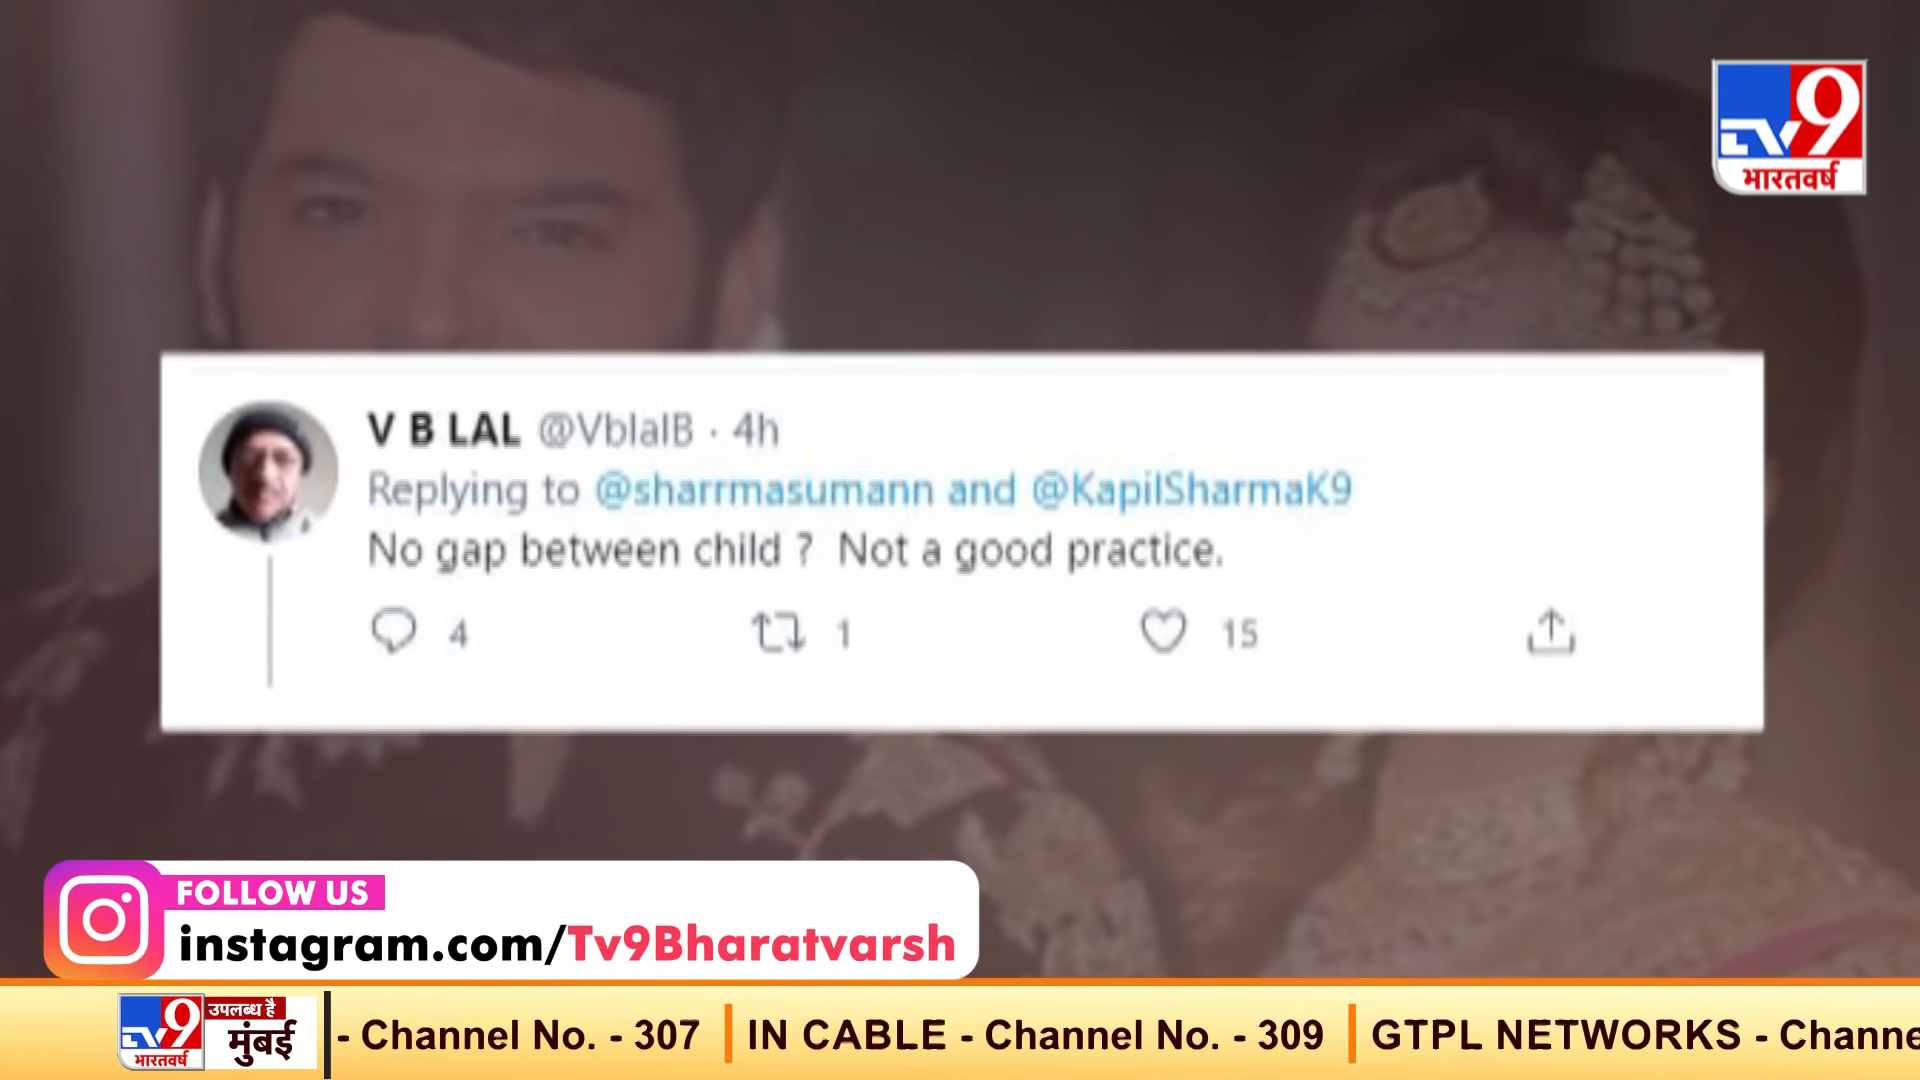 TV9
भारतवर्ष
V B LAL @VblalB · 4h
Replying to @sharrmasumann and @KapilSharmaK9
No gap between child ? Not a good practice.
4 1 15
FOLLOW US
instagram.com/Tv9Bharatvarsh
TV9 भारतवर्ष
उपलब्ध है
मुंबई
- Channel No. - 307 | IN CABLE - Channel No. - 309 | GTPL NETWORKS - Channe